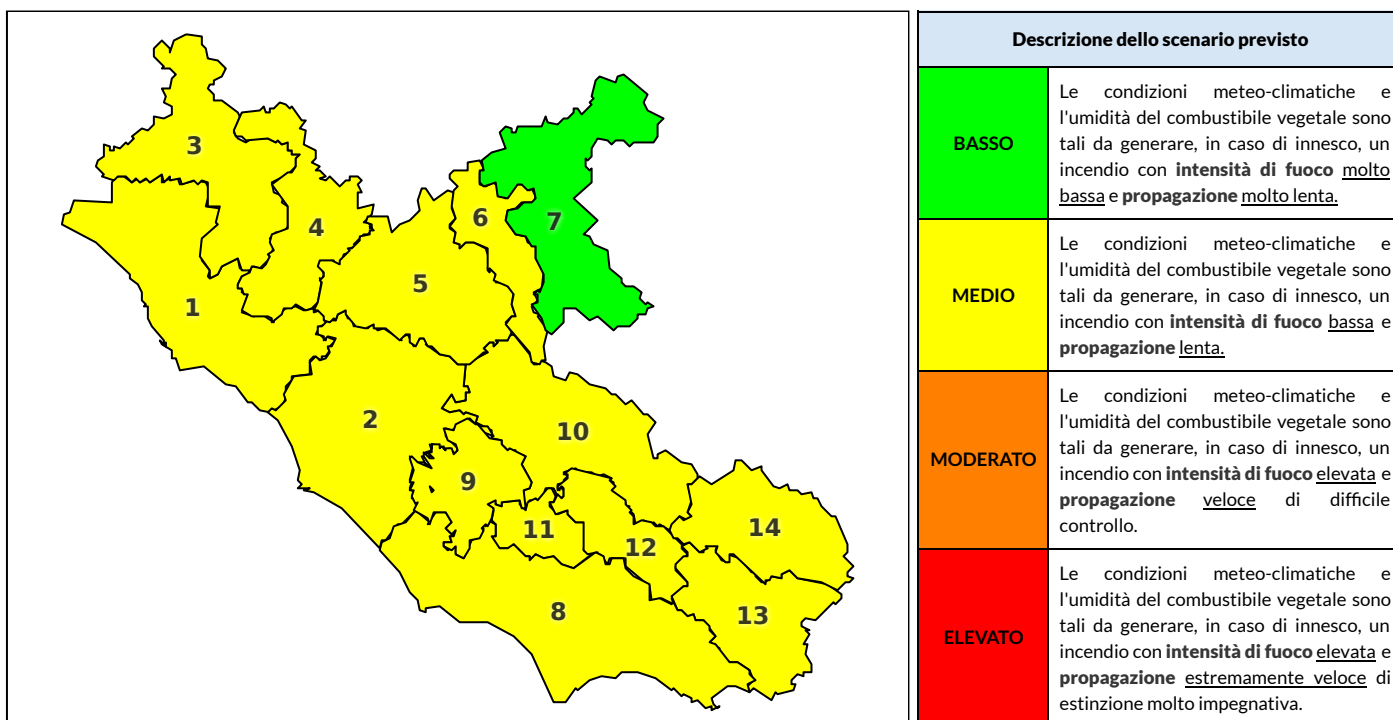 3
4
6
7
5
1
2
10
9
11
12
14
8
13
Descrizione dello scenario previsto
BASSO
Le condizioni meteo-climatiche e
l'umidità del combustibile vegetale sono
tali da generare, in caso di innesco, un
incendio con intensità di fuoco molto
bassa e propagazione molto lenta.
MEDIO
Le condizioni meteo-climatiche e
l'umidità del combustibile vegetale sono
tali da generare, in caso di innesco, un
incendio con intensità di fuoco bassa e
propagazione lenta.
MODERATO
Le condizioni meteo-climatiche e
l'umidità del combustibile vegetale sono
tali da generare, in caso di innesco, un
incendio con intensità di fuoco elevata e
propagazione veloce di difficile
controllo.
ELEVATO
Le condizioni meteo-climatiche e
l'umidità del combustibile vegetale sono
tali da generare, in caso di innesco, un
incendio con intensità di fuoco elevata e
propagazione estremamente veloce di
estinzione molto impegnativa.